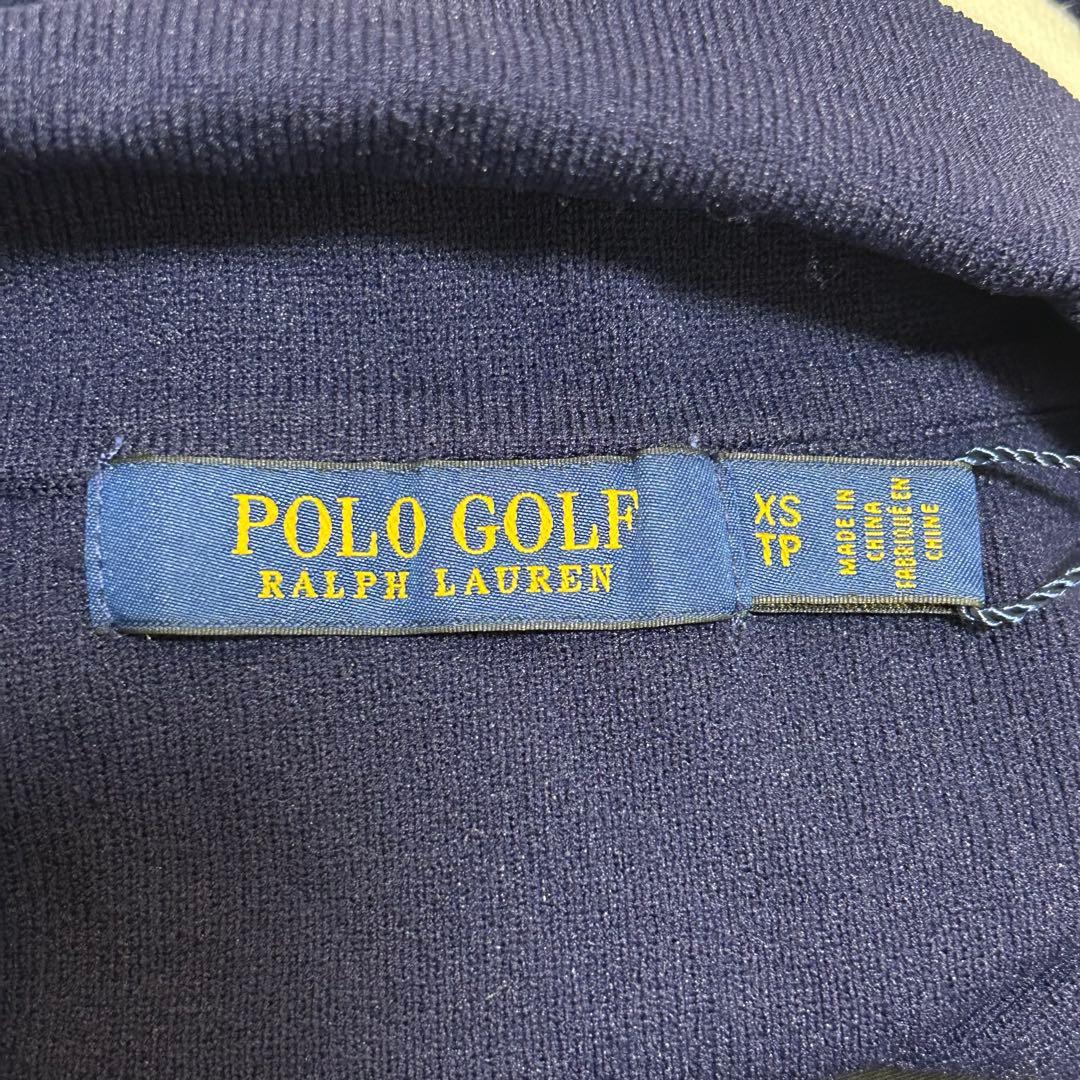 POLO GOLF
RALPH LAUREN
XS
TP
MADE IN
CHINA
FABRIQUÉ EN
CHINE